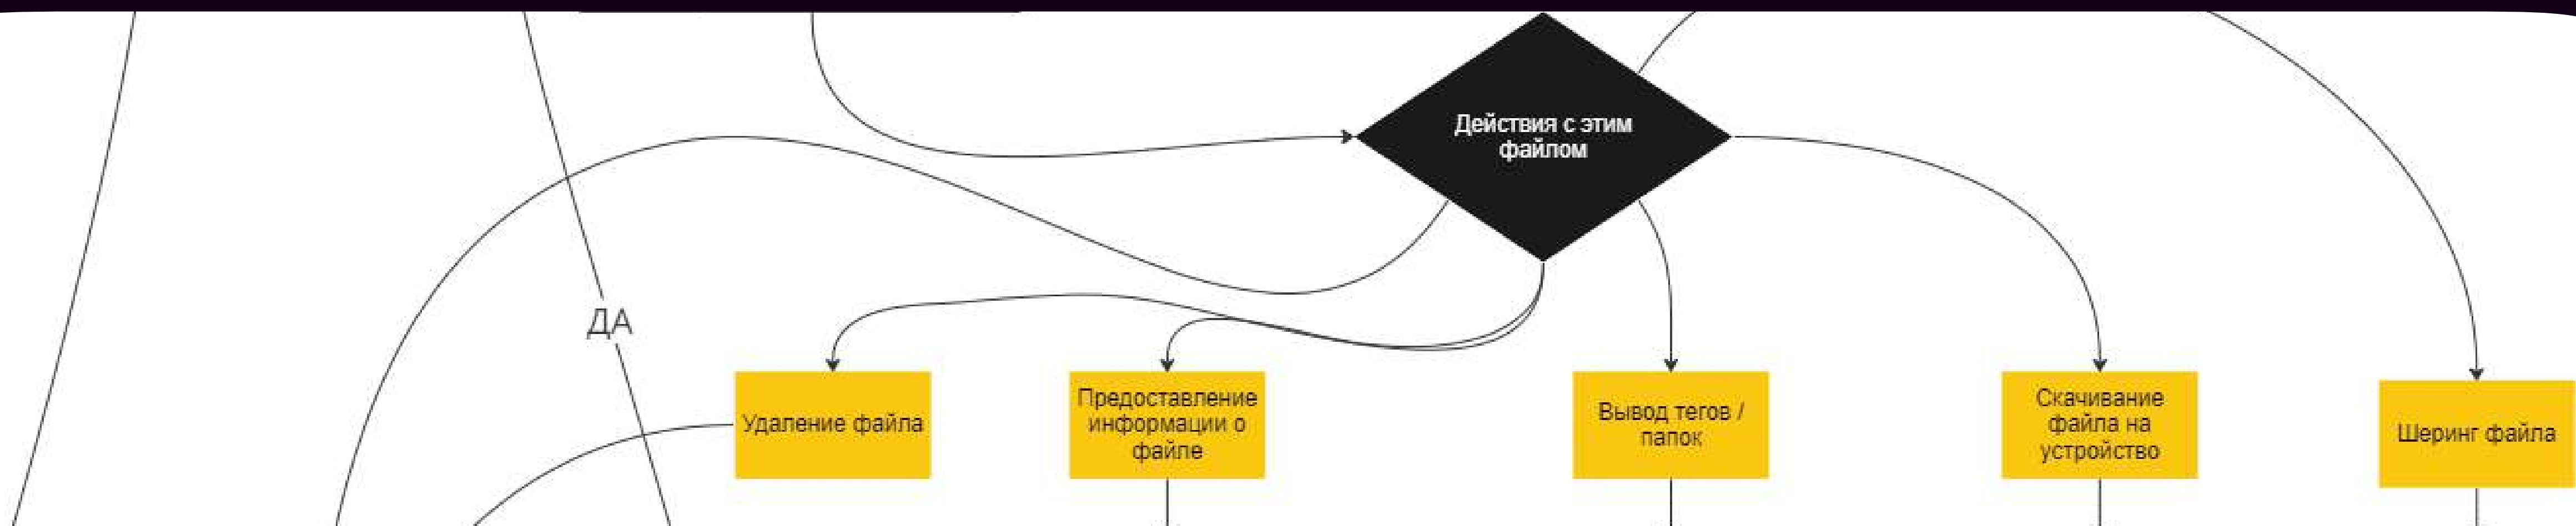 Действия с этим
файлом
ДА
Удаление файла
Предоставление
информации о
файле
Вывод тегов /
папок
Скачивание
файла на
устройство
Шеринг файла